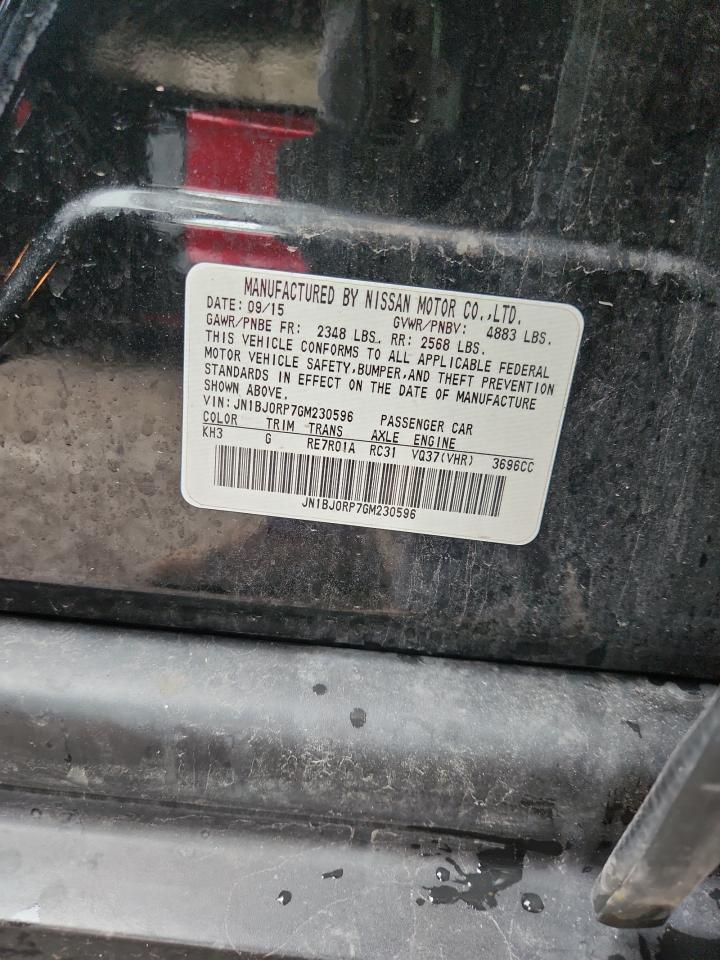 MANUFACTURED BY NISSAN MOTOR CO.,LTD.
DATE: 09/15 GVWR/PNBV: 4883 LBS.
GAWR/PNBE FR: 2348 LBS. RR: 2568 LBS.
THIS VEHICLE CONFORMS TO ALL APPLICABLE FEDERAL
MOTOR VEHICLE SAFETY,BUMPER,AND THEFT PREVENTION
STANDARDS IN EFFECT ON THE DATE OF MANUFACTURE
SHOWN ABOVE.
VIN:JN1BJ0RP7GM230596 PASSENGER CAR
COLOR TRIM TRANS AXLE ENGINE
KH3 G RE7R01A RC31 VQ37(VHR) 3696CC
JN1BJ0RP7GM230596